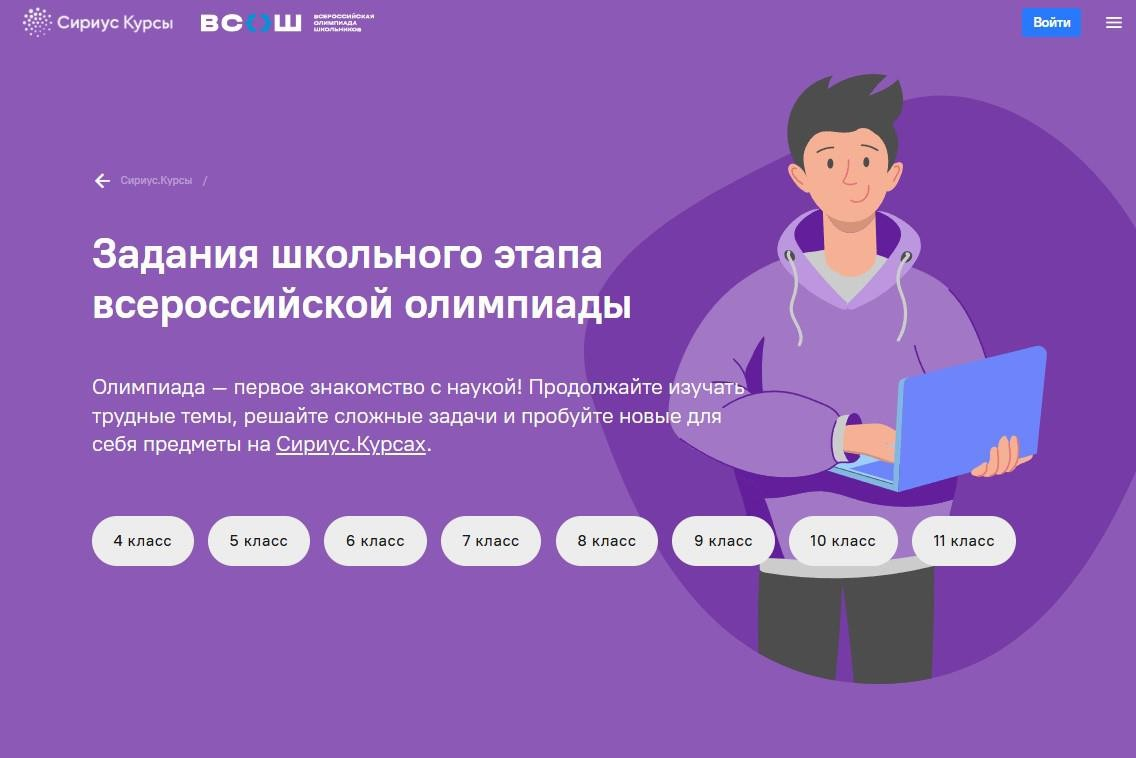 Сириус Курсы
ВСОШ
ВСЕРОССИЙСКАЯ
ОЛИМПИАДА
ШКОЛЬНИКОВ
Войти
Сириус.Курсы /
Задания школьного этапа
всероссийской олимпиады
Олимпиада — первое знакомство с наукой! Продолжайте изучать
трудные темы, решайте сложные задачи и пробуйте новые для
себя предметы на Сириус.Курсах.
4 класс 5 класс 6 класс 7 класс 8 класс 9 класс 10 класс 11 класс